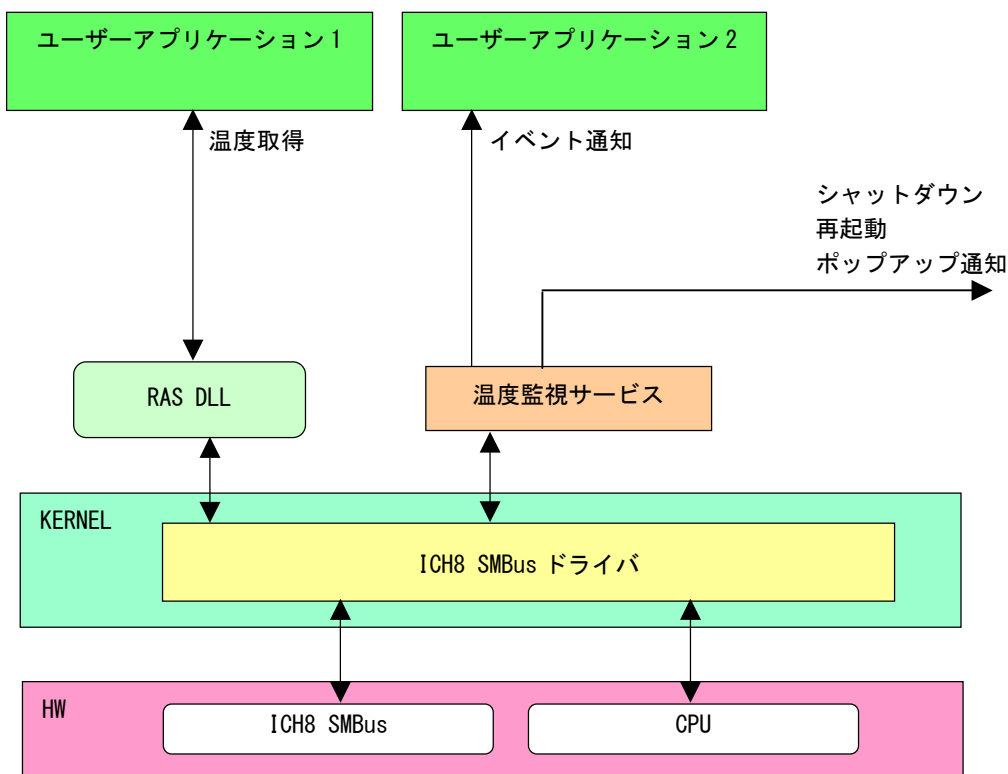 ユーザーアプリケーション1
ユーザーアプリケーション2
温度取得
イベント通知
シャットダウン
再起動
ポップアップ通知
RAS DLL
温度監視サービス
KERNEL
ICH8 SMBus ドライバ
HW
ICH8 SMBus
CPU